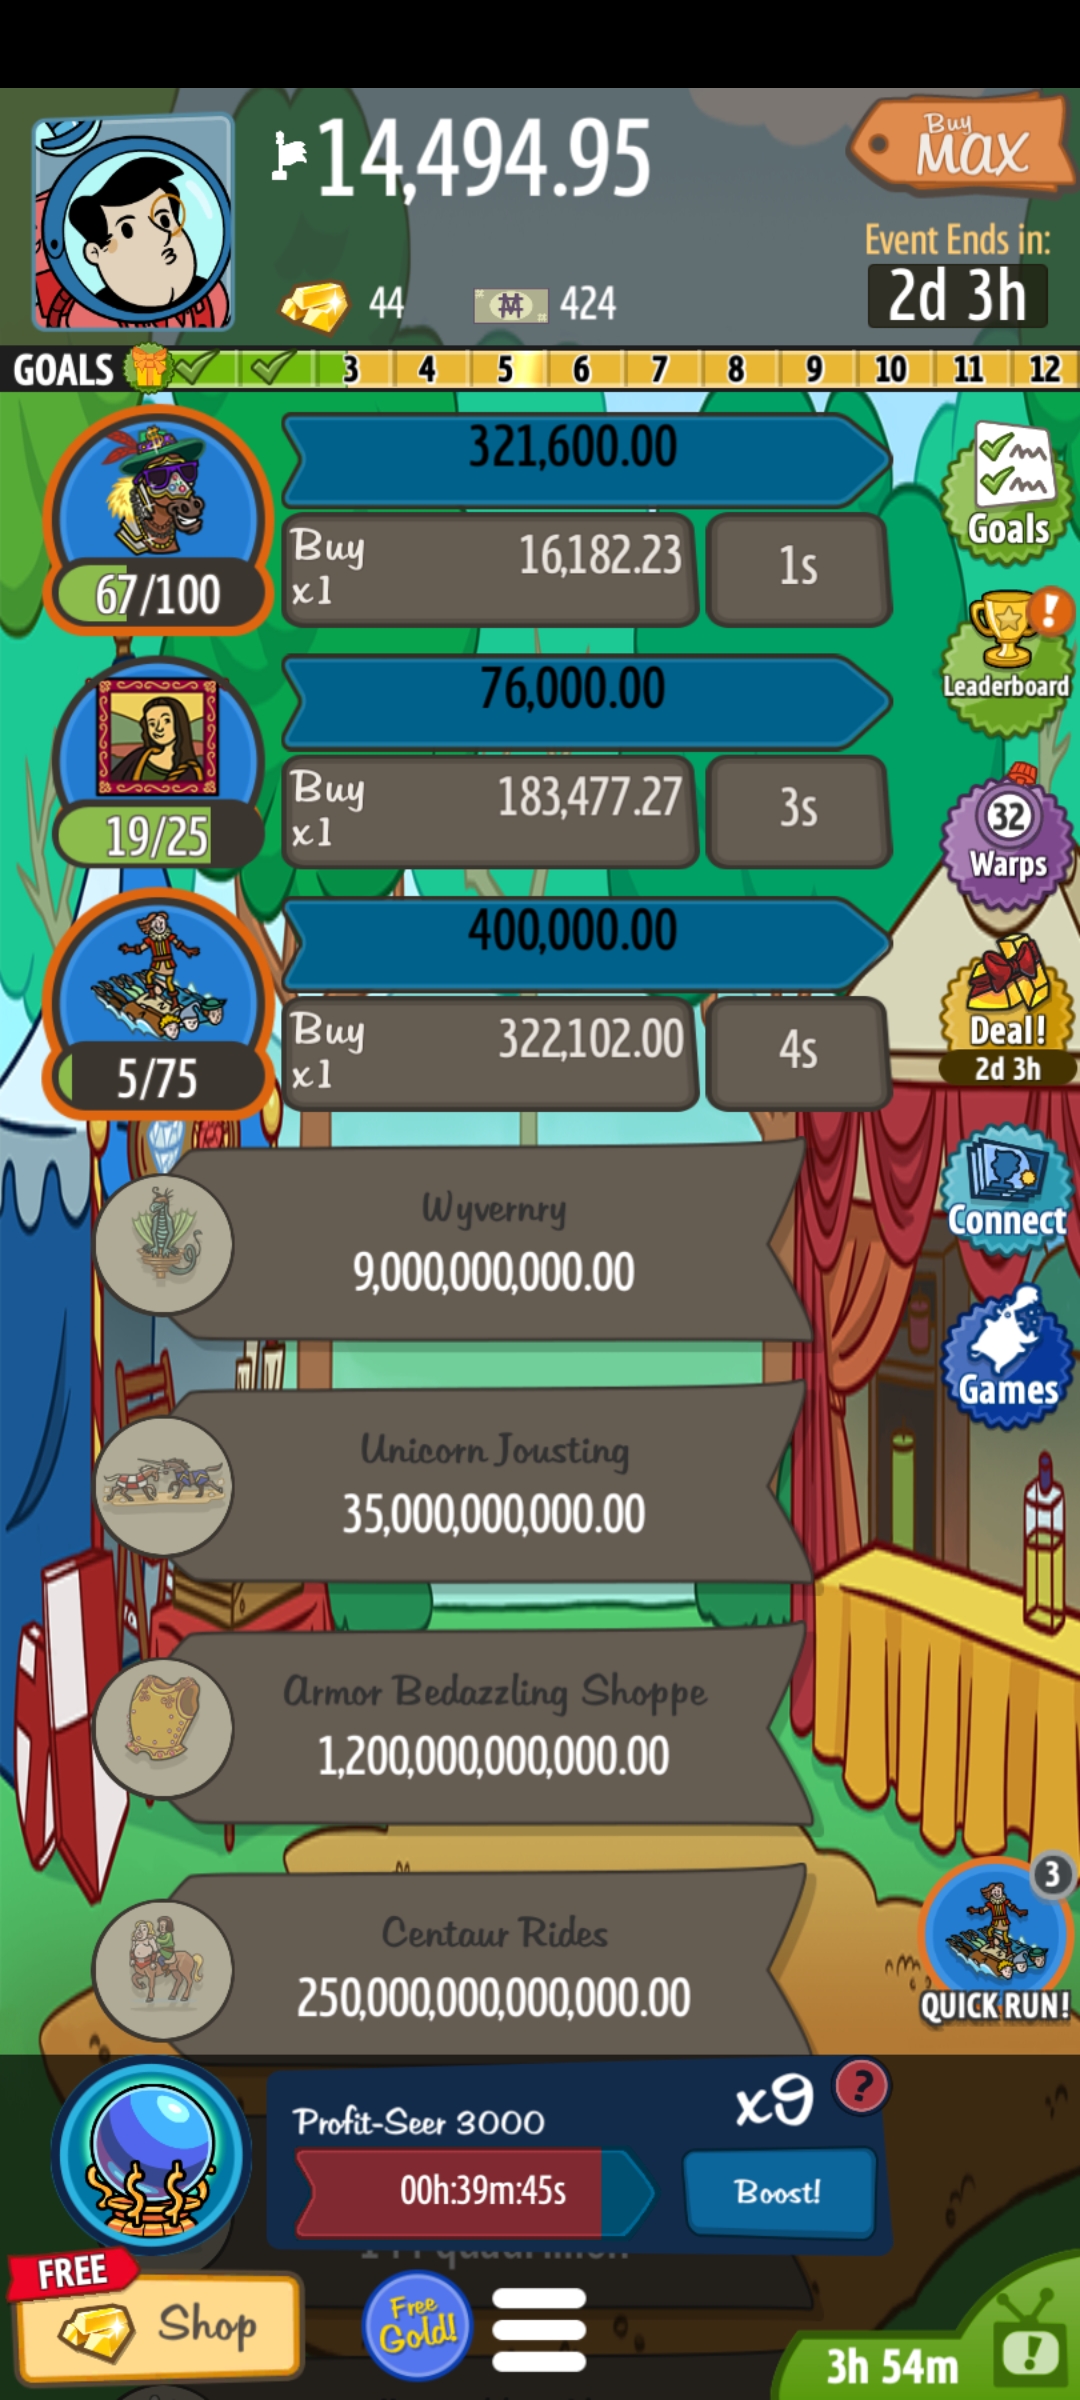 14,494.95
Buy
MAX
Event Ends in:
2d 3h
44
424
GOALS 3 4 5 6 7 8 9 10 11 12
321,600.00
Buy
x1
16,182.23
1s
67/100
Goals
76,000.00
Buy
x1
183,477.27
3s
19/25
Leaderboard
!
32
Warps
400,000.00
Buy
x1
322,102.00
4s
5/75
Deal!
2d 3h
Wyvernry
9,000,000,000.00
Connect
Unicorn Jousting
35,000,000,000.00
Games
Armor Bedazzling Shoppe
1,200,000,000,000.00
Centaur Rides
250,000,000,000,000.00
3
QUICK RUN!
Profit-Seer 3000
x9
?
00h:39m:45s
Boost!
FREE
Shop
Free
Gold!
3h 54m
!